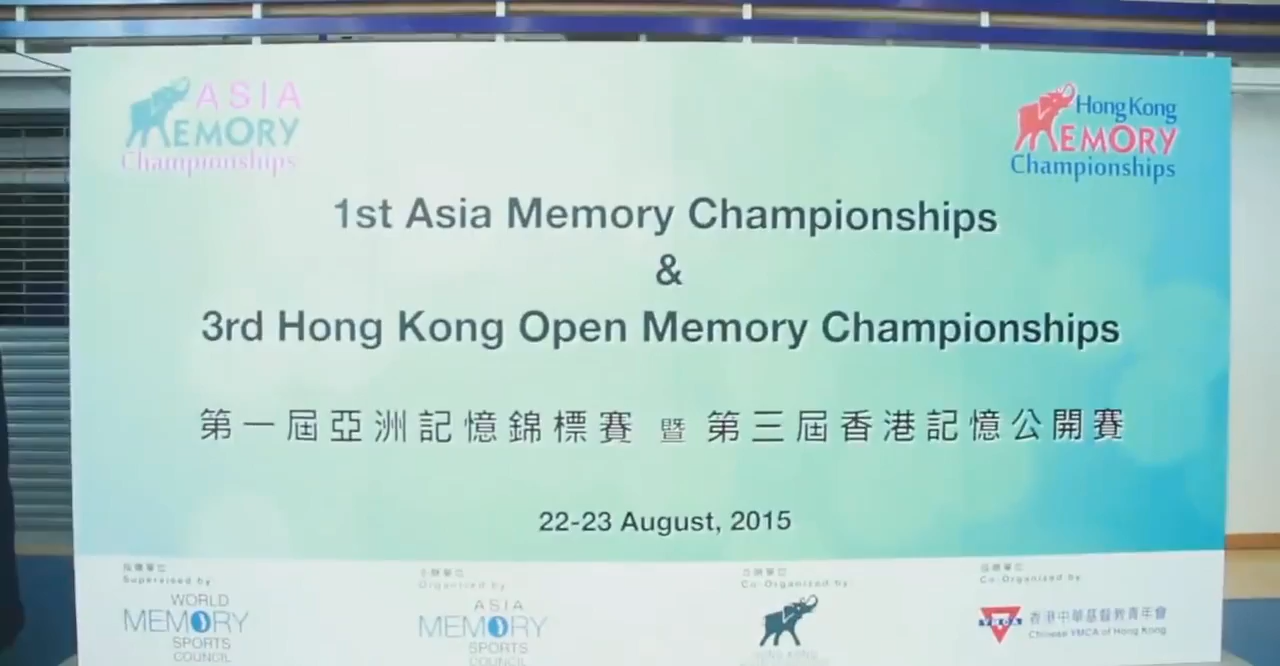 ASIA
MEMORY
Championships
Hong Kong
MEMORY
Championships
1st Asia Memory Championships
&
3rd Hong Kong Open Memory Championships
第一屆亞洲記憶錦標賽 暨 第三屆香港記憶公開賽
22-23 August, 2015
Supervised by
WORLD
MEMORY
SPORTS
COUNCIL
Organized by
ASIA
MEMORY
SPORTS
COUNCIL
Co-Organized by
HONG KONG
Co-Organized by
YMCA
香港中華基督教青年會
Chinese YMCA of Hong Kong